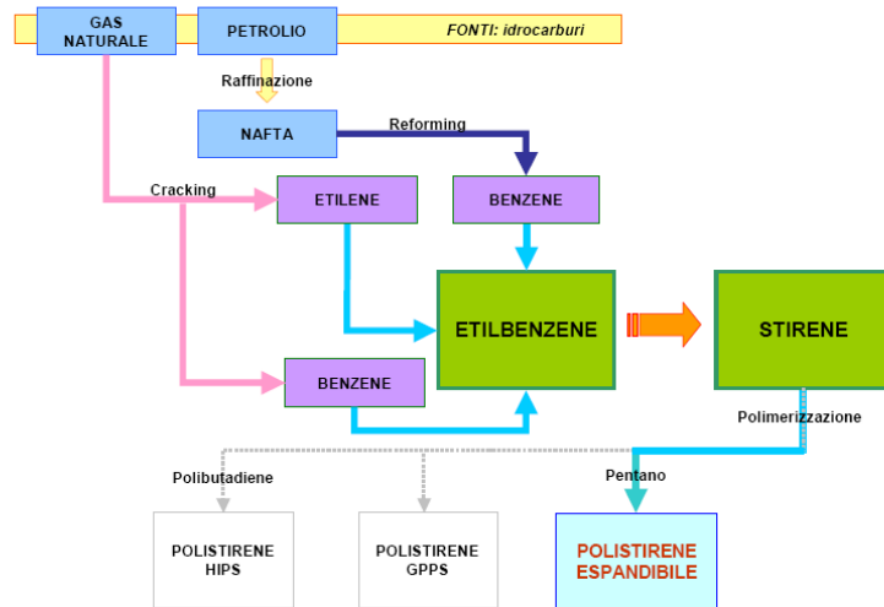 GAS
NATURALE
PETROLIO
FONTI: idrocarburi
Raffinazione
NAFTA
Reforming
Cracking
ETILENE
BENZENE
ETILBENZENE
STIRENE
BENZENE
Polimerizzazione
Polibutadiene
Pentano
POLISTIRENE
HIPS
POLISTIRENE
GPPS
POLISTIRENE
ESPANDIBILE